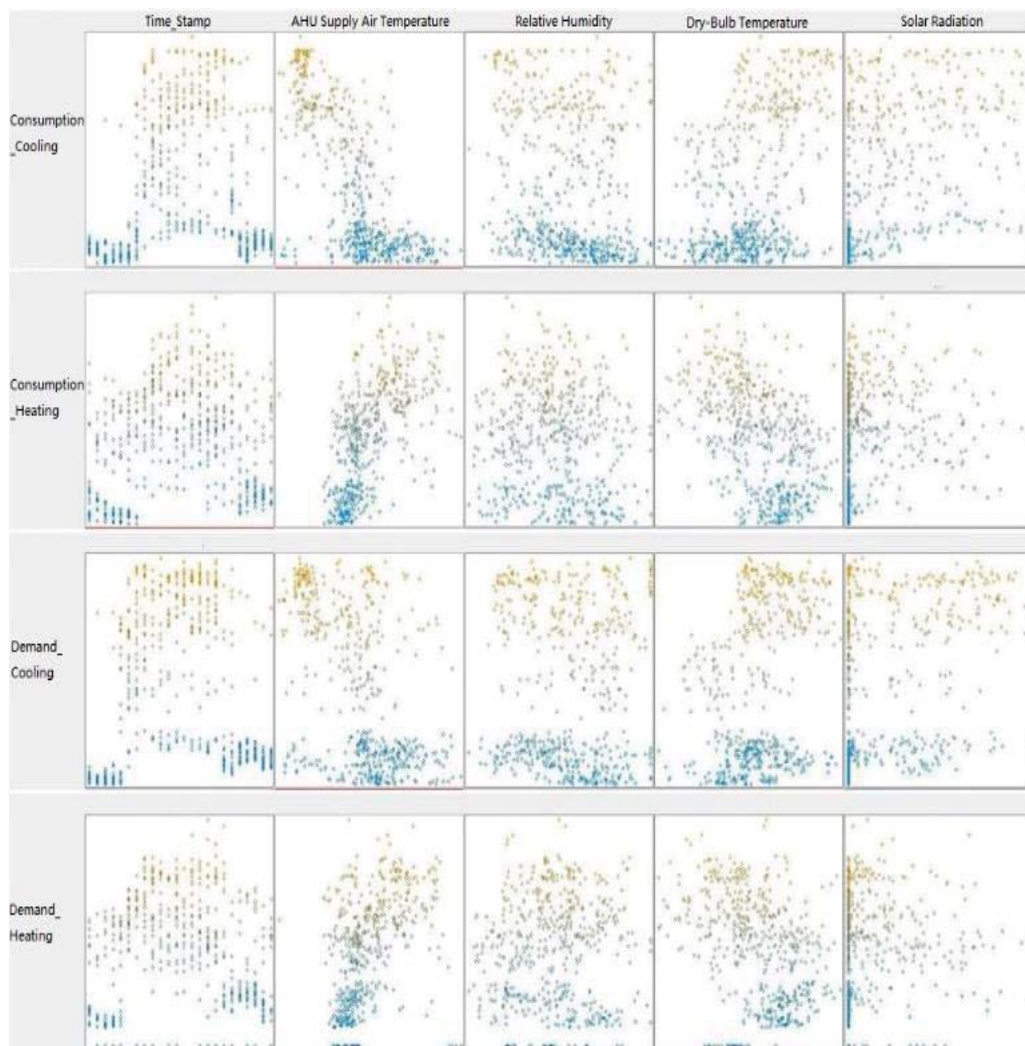 Time_Stamp
AHU Supply Air Temperature
Relative Humidity
Dry-Bulb Temperature
Solar Radiation
Consumption
_Cooling
Consumption
_Heating
Demand_
Cooling
Demand_
Heating